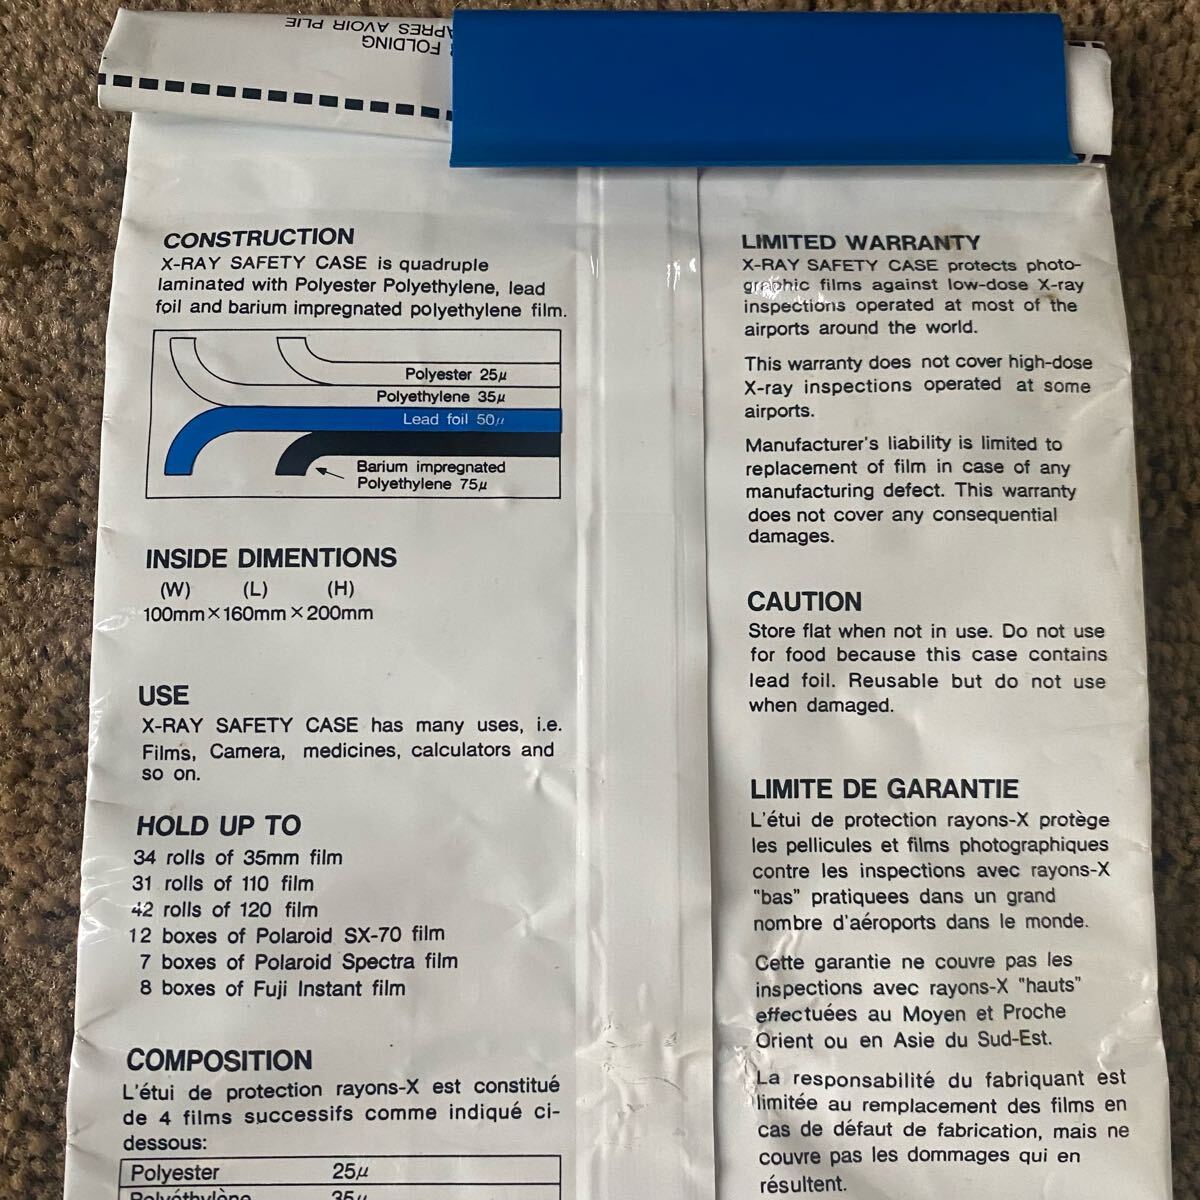 APRES AVOIR PLIE
FOLDING
CONSTRUCTION
X-RAY SAFETY CASE is quadruple
laminated with Polyester Polyethylene, lead
foil and barium impregnated polyethylene film.
Polyester 25μ
Polyethylene 35μ
Lead foil 50μ
Barium impregnated
Polyethylene 75μ
INSIDE DIMENTIONS
(W) (L) (H)
100mm×160mm×200mm
USE
X-RAY SAFETY CASE has many uses, i.e.
Films, Camera, medicines, calculators and
so on.
HOLD UP TO
34 rolls of 35mm film
31 rolls of 110 film
42 rolls of 120 film
12 boxes of Polaroid SX-70 film
7 boxes of Polaroid Spectra film
8 boxes of Fuji Instant film
COMPOSITION
L'étui de protection rayons-X est constitué
de 4 films successifs comme indiqué ci-
dessous:
Polyester 25μ
Polyéthylène 35μ
LIMITED WARRANTY
X-RAY SAFETY CASE protects photo-
graphic films against low-dose X-ray
inspections operated at most of the
airports around the world.
This warranty does not cover high-dose
X-ray inspections operated at some
airports.
Manufacturer's liability is limited to
replacement of film in case of any
manufacturing defect. This warranty
does not cover any consequential
damages.
CAUTION
Store flat when not in use. Do not use
for food because this case contains
lead foil. Reusable but do not use
when damaged.
LIMITE DE GARANTIE
L'étui de protection rayons-X protège
les pellicules et films photographiques
contre les inspections avec rayons-X
"bas" pratiquees dans un grand
nombre d'aéroports dans le monde.
Cette garantie ne couvre pas les
inspections avec rayons-X "hauts"
effectuées au Moyen et Proche
Orient ou en Asie du Sud-Est.
La responsabilité du fabriquant est
limitée au remplacement des films en
cas de défaut de fabrication, mais ne
couvre pas les dommages qui en
résultent.